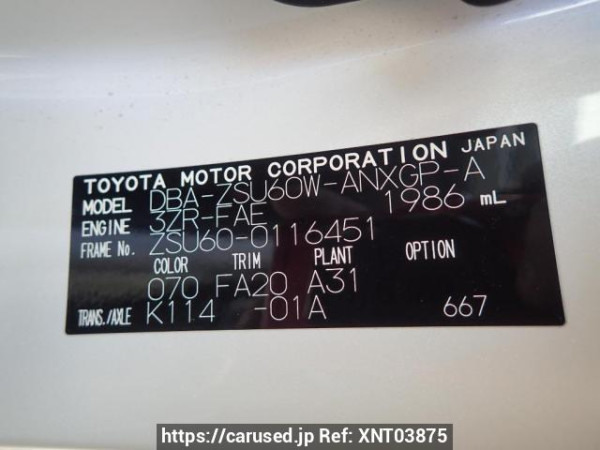 TOYOTA MOTOR CORPORATION JAPAN
MODEL DBA-ZSU60W-ANXGP-A
ENGINE 3ZR-FAE 1986 mL
FRAME No. ZSU60-0116451
COLOR TRIM PLANT OPTION
070 FA20 A31
TRANS./AXLE K114 -01A 667
https://carused.jp Ref: XNT03875